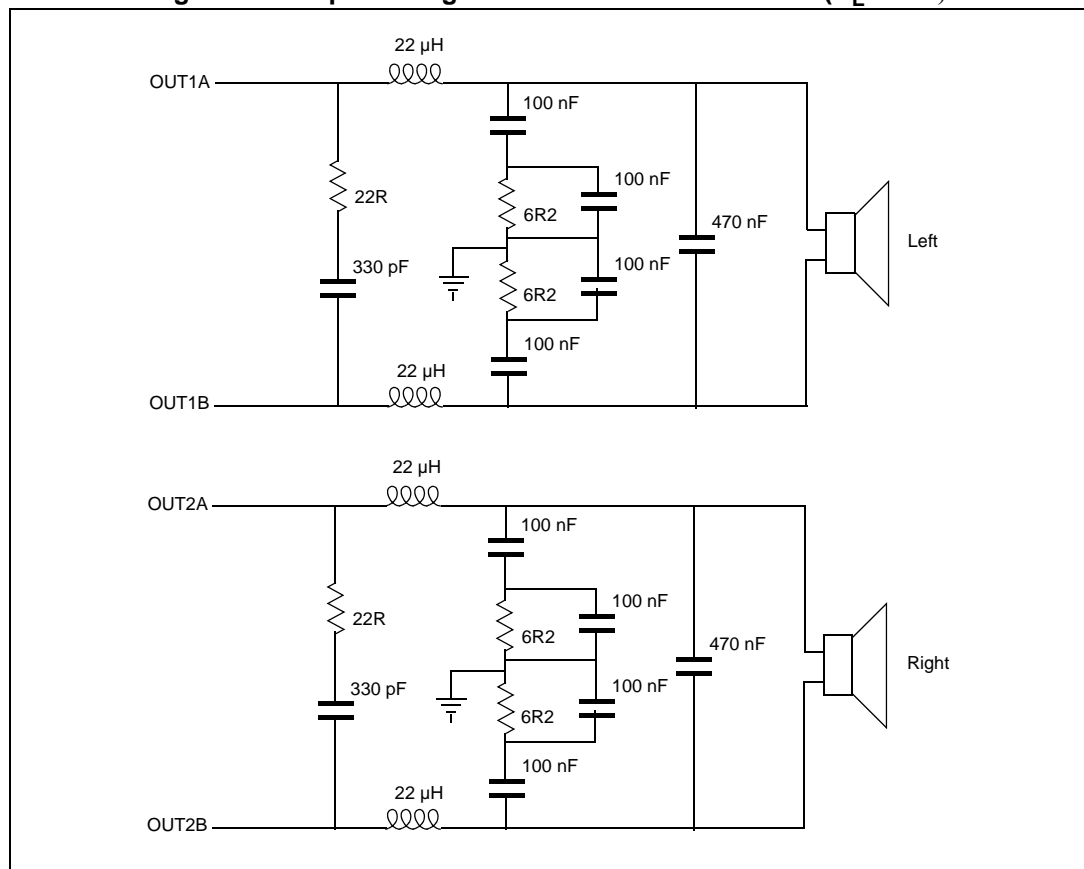 22 µH
OUT1A
100 nF
100 nF
22R
6R2
470 nF
Left
330 pF
100 nF
6R2
100 nF
22 µH
OUT1B
22 µH
OUT2A
100 nF
100 nF
22R
6R2
470 nF
Right
330 pF
100 nF
6R2
100 nF
22 µH
OUT2B